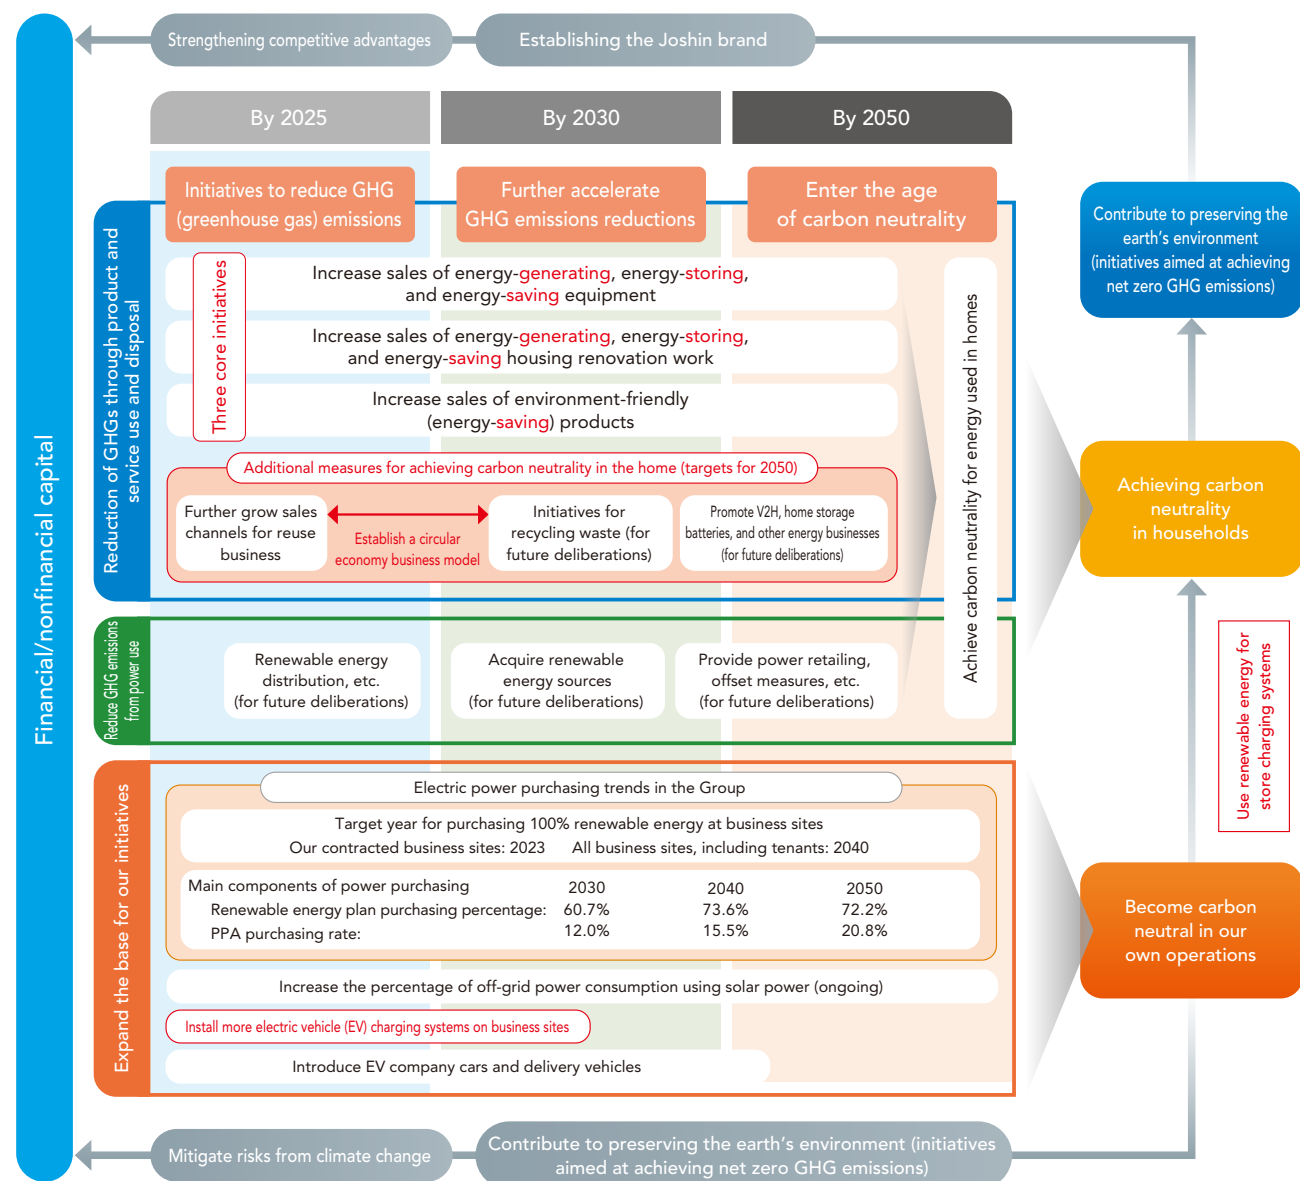 Strengthening competitive advantages
Establishing the Joshin brand
Financial/nonfinancial capital
By 2025
By 2030
By 2050
Initiatives to reduce GHG
(greenhouse gas) emissions
Further accelerate
GHG emissions reductions
Enter the age
of carbon neutrality
Reduction of GHGs through product and
service use and disposal
Three core initiatives
Increase sales of energy-generating, energy-storing,
and energy-saving equipment
Increase sales of energy-generating, energy-storing,
and energy-saving housing renovation work
Increase sales of environment-friendly
(energy-saving) products
Additional measures for achieving carbon neutrality in the home (targets for 2050)
Further grow sales
channels for reuse
business
Establish a circular
economy business model
Initiatives for
recycling waste (for
future deliberations)
Promote V2H, home storage
batteries, and other energy businesses
(for future deliberations)
Achieve carbon neutrality for energy used in homes
Reduce GHG emissions
from power use
Renewable energy
distribution, etc.
(for future deliberations)
Acquire renewable
energy sources
(for future deliberations)
Provide power retailing,
offset measures, etc.
(for future deliberations)
Expand the base for our initiatives
Electric power purchasing trends in the Group
Target year for purchasing 100% renewable energy at business sites
Our contracted business sites: 2023 All business sites, including tenants: 2040
Main components of power purchasing 2030 2040 2050
Renewable energy plan purchasing percentage: 60.7% 73.6% 72.2%
PPA purchasing rate: 12.0% 15.5% 20.8%
Increase the percentage of off-grid power consumption using solar power (ongoing)
Install more electric vehicle (EV) charging systems on business sites
Introduce EV company cars and delivery vehicles
Contribute to preserving the
earth's environment
(initiatives aimed at achieving
net zero GHG emissions)
Achieving carbon
neutrality
in households
Use renewable energy for
store charging systems
Become carbon
neutral in our
own operations
Mitigate risks from climate change
Contribute to preserving the earth's environment (initiatives
aimed at achieving net zero GHG emissions)